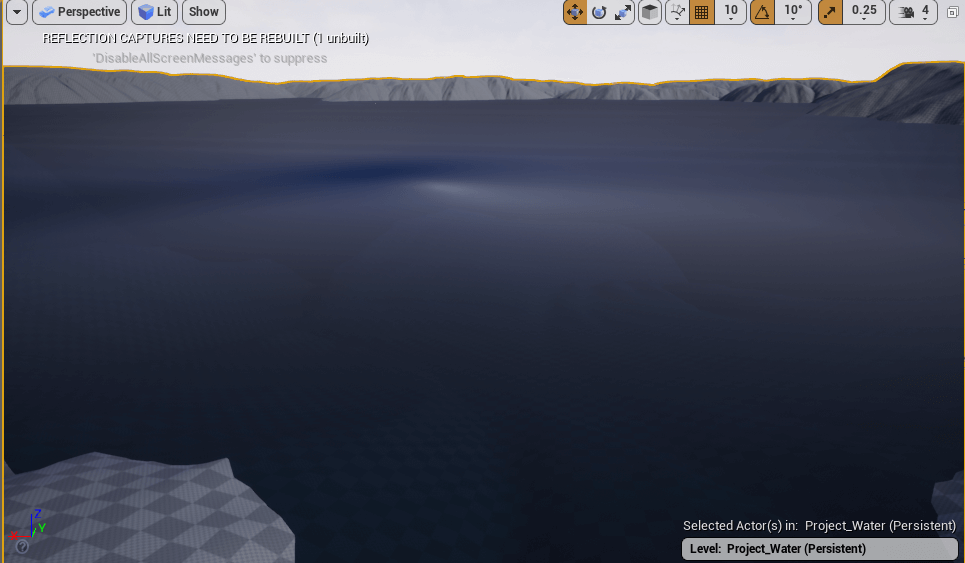 Perspective Lit Show 10 10° 0.25 4
REFLECTION CAPTURES NEED TO BE REBUILT (1 unbuilt)
'DisableAllScreenMessages' to suppress
Z
Y
Selected Actor(s) in: Project_Water (Persistent)
Level: Project_Water (Persistent)